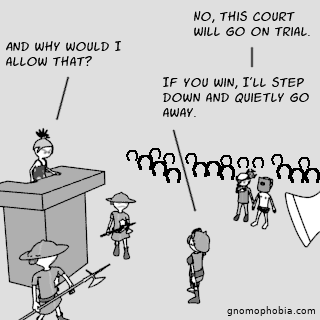 NO, THIS COURT
WILL GO ON TRIAL.
AND WHY WOULD I
ALLOW THAT?
IF YOU WIN, I'LL STEP
DOWN AND QUIETLY GO
AWAY.
gnomophobia.com